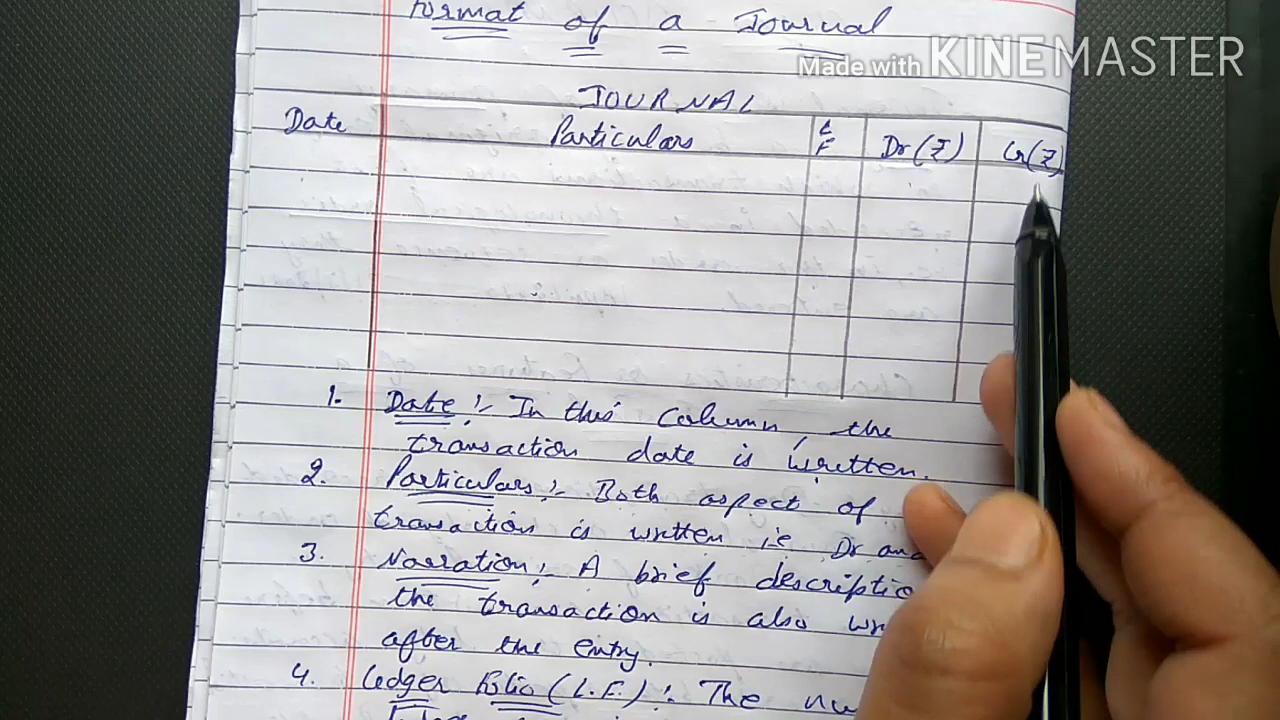 Format of a Journal
Made with KINEMASTER
JOURNAL
Date Particulars L F Dr(₹) Cr(₹)
1. Date :- In this column, the
transaction date is written.
2. Particulars :- Both aspect of
transaction is written i.e Dr and
3. Narration :- A brief descriptio
the transaction is also wr
after the entry.
4. Ledger Folio (L.F.) :- The nu